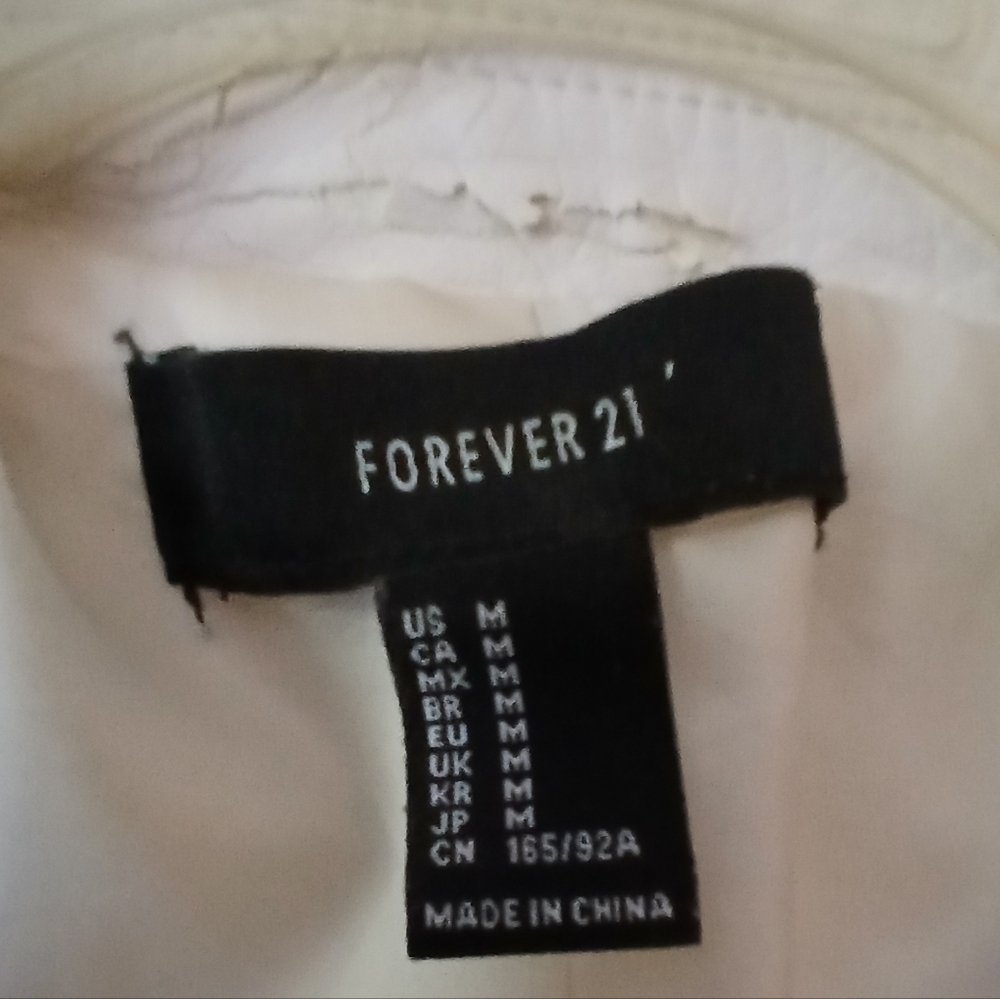 FOREVER 21
US M
CA M
MX M
BR M
EU M
UK M
KR M
JP M
CN 165/92A
MADE IN CHINA